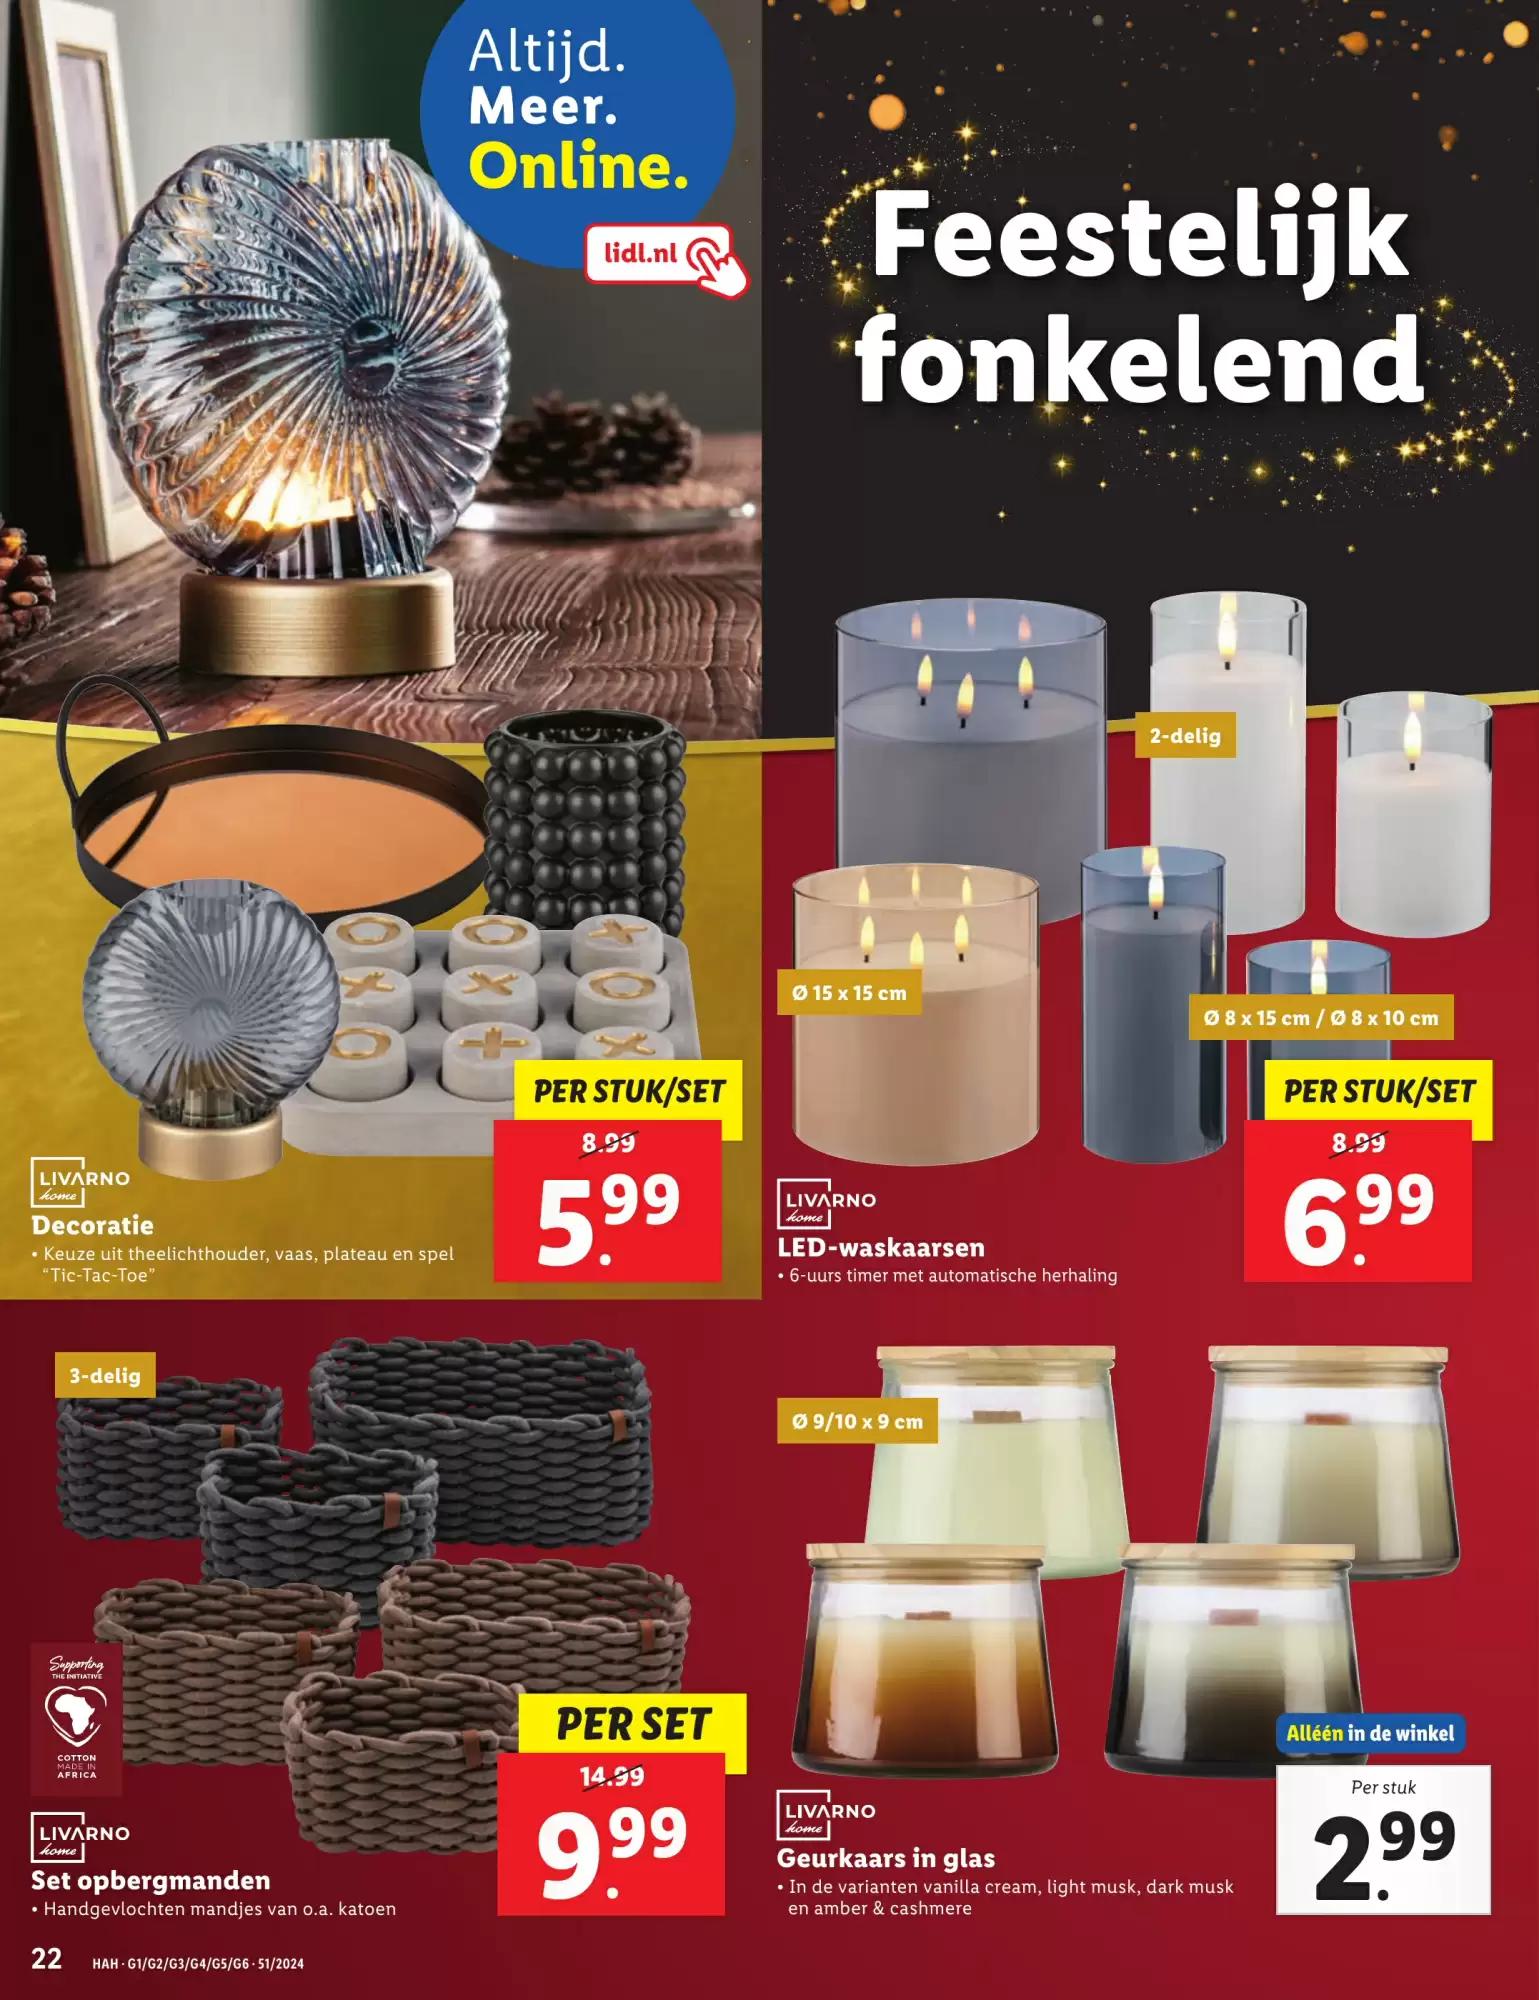 Altijd.
Meer.
Online.
lidl.nl
Feestelijk
fonkelend
2-delig
Ø 15 x 15 cm
Ø 8 x 15 cm / Ø 8 x 10 cm
PER STUK/SET
8.99
5.99
LIVARNO
home
Decoratie
• Keuze uit theelichthouder, vaas, plateau en spel
"Tic-Tac-Toe"
PER STUK/SET
8.99
6.99
LIVARNO
home
LED-waskaarsen
• 6-uurs timer met automatische herhaling
3-delig
Supporting
THE INITIATIVE
COTTON
MADE IN
AFRICA
PER SET
14.99
9.99
LIVARNO
home
Set opbergmanden
• Handgevlochten mandjes van o.a. katoen
Ø 9/10 x 9 cm
Alléén in de winkel
Per stuk
2.99
LIVARNO
home
Geurkaars in glas
• In de varianten vanilla cream, light musk, dark musk
en amber & cashmere
22 HAH · G1/G2/G3/G4/G5/G6 · 51/2024